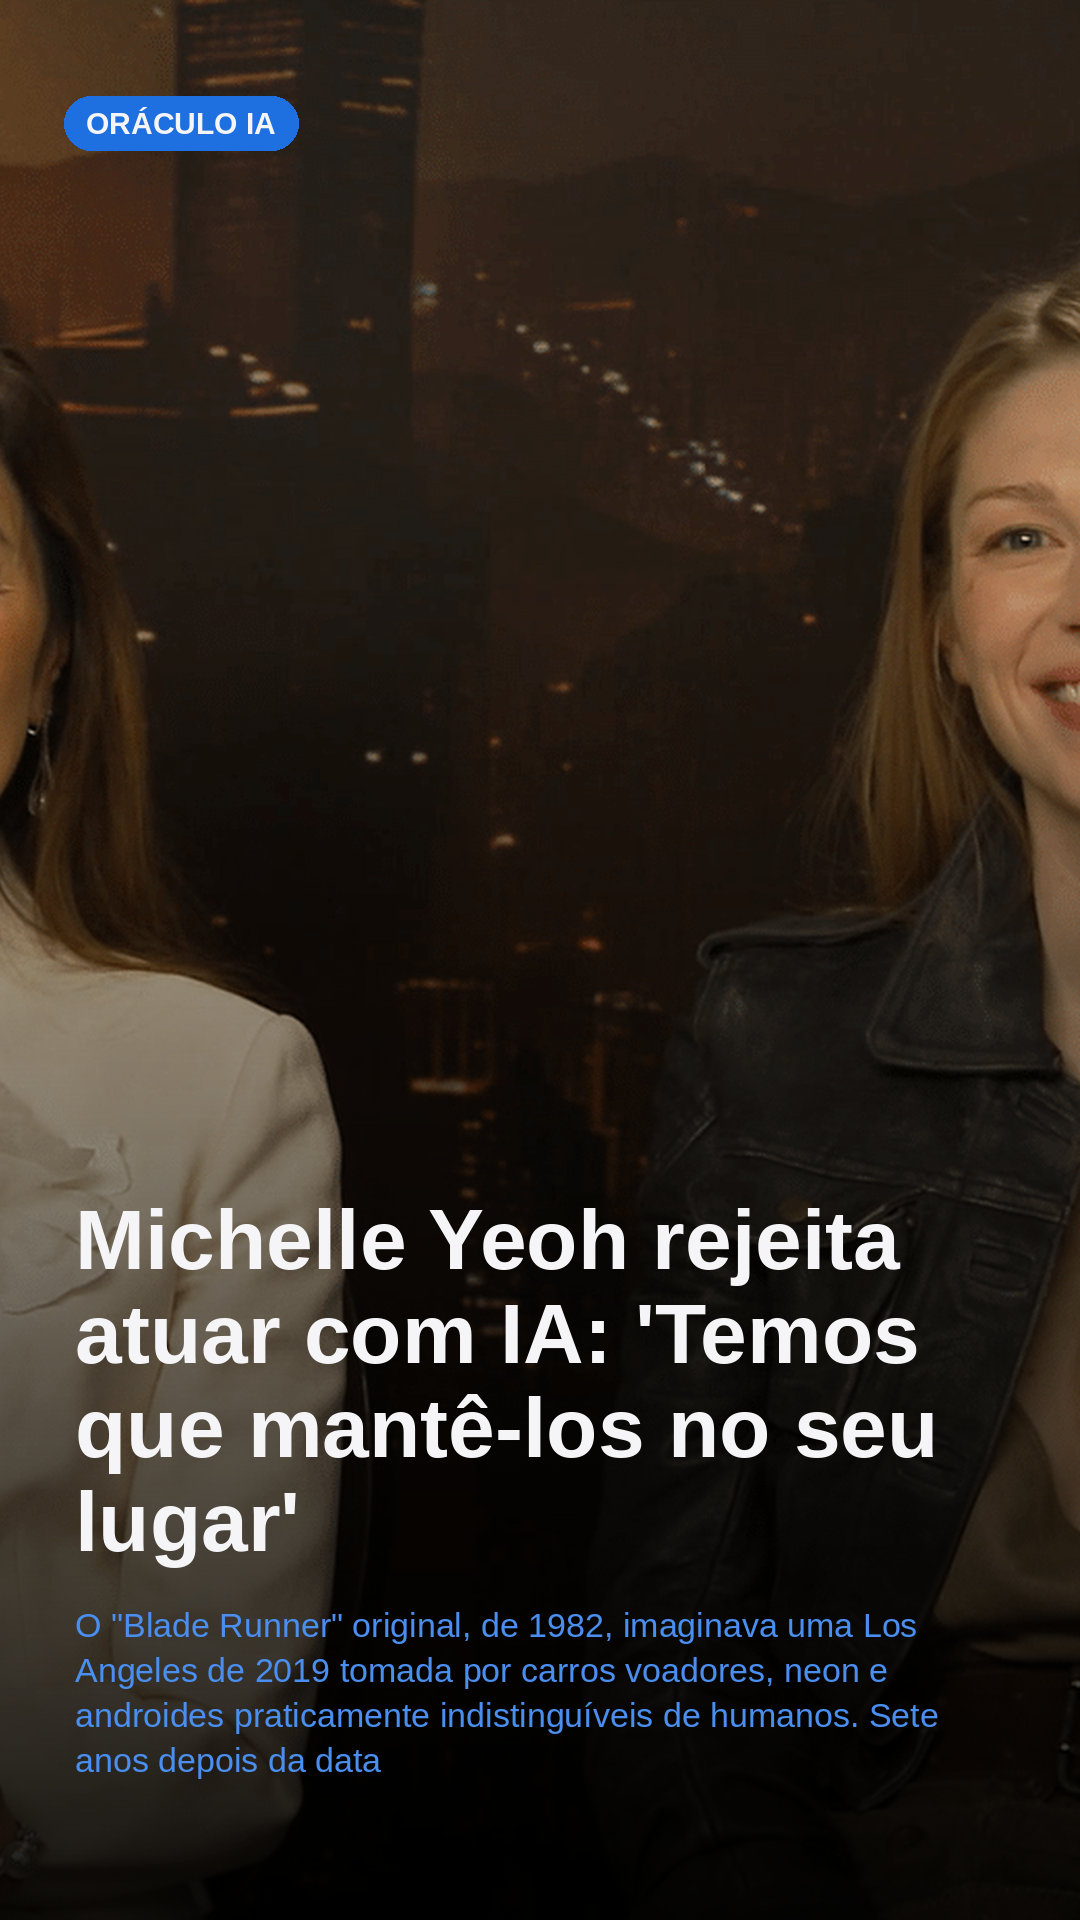 ORÁCULO IA
Michelle Yeoh rejeita
atuar com IA: 'Temos
que mantê-los no seu
lugar'
O "Blade Runner" original, de 1982, imaginava uma Los
Angeles de 2019 tomada por carros voadores, neon e
androides praticamente indistinguíveis de humanos. Sete
anos depois da data